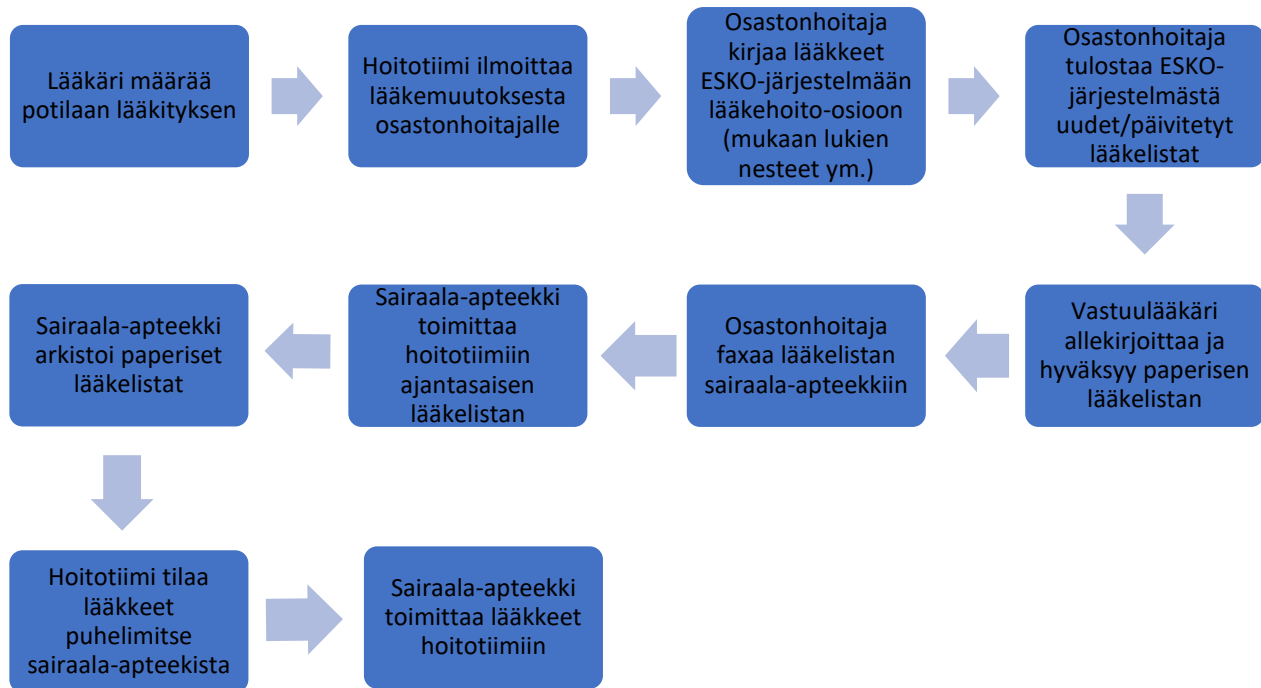 Lääkäri määrää
potilaan lääkityksen
Hoitotiimi ilmoittaa
lääkemuutoksesta
osastonhoitajalle
Osastonhoitaja
kirjaa lääkkeet
ESKO-järjestelmään
lääkehoito-osioon
(mukaan lukien
nesteet ym.)
Osastonhoitaja
tulostaa ESKO-
järjestelmästä
uudet/päivitetyt
lääkelistat
Vastuulääkäri
allekirjoittaa ja
hyväksyy paperisen
lääkelistan
Osastonhoitaja
faxaa lääkelistan
sairaala-apteekkiin
Sairaala-apteekki
toimittaa
hoitotiimiin
ajantasaisen
lääkelistan
Sairaala-apteekki
arkistoi paperiset
lääkelistat
Hoitotiimi tilaa
lääkkeet
puhelimitse
sairaala-apteekista
Sairaala-apteekki
toimittaa lääkkeet
hoitotiimiin